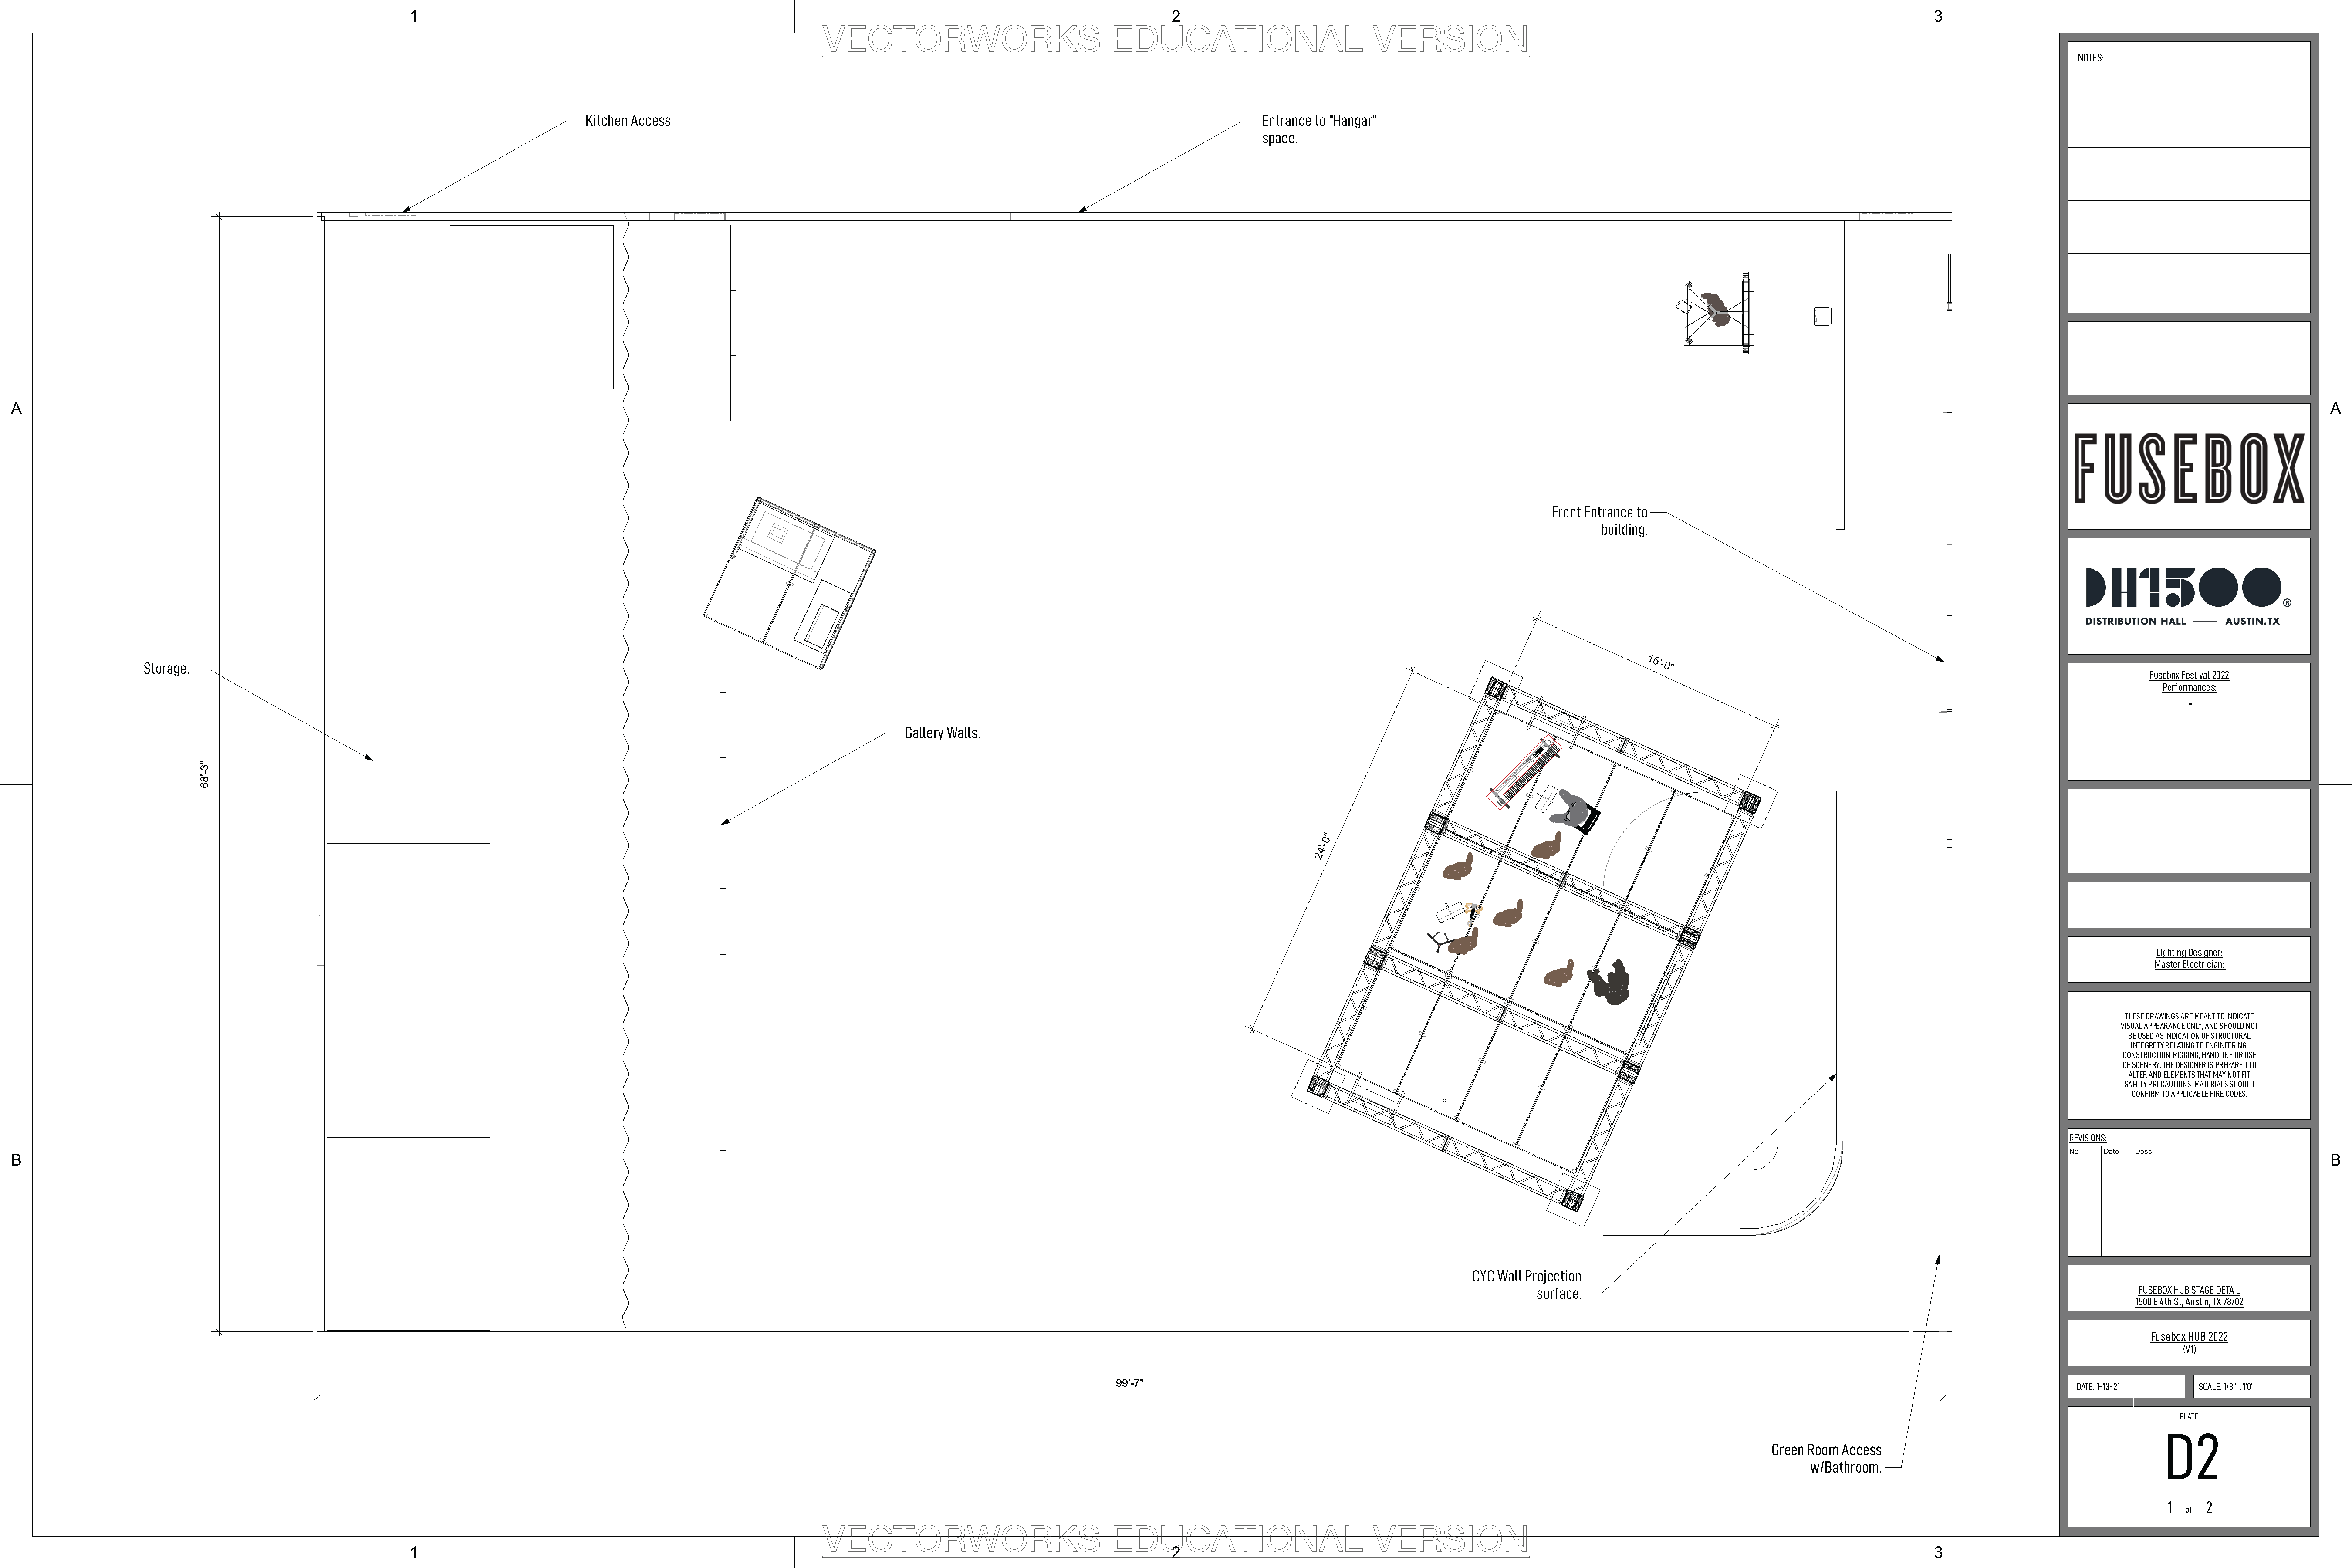 1
2
3
VECTORWORKS EDUCATIONAL VERSION
NOTES:
Kitchen Access.
Entrance to "Hangar"
space.
A
A
FUSEBOX
Front Entrance to
building.
DH1500®
DISTRIBUTION HALL — AUSTIN.TX
16'-0"
Storage.
Fusebox Festival 2022
Performances:
-
Gallery Walls.
68'-3"
24'-0"
Lighting Designer:
Master Electrician:
THESE DRAWINGS ARE MEANT TO INDICATE
VISUAL APPEARANCE ONLY, AND SHOULD NOT
BE USED AS INDICATION OF STRUCTURAL
INTEGRETY RELATING TO ENGINEERING,
CONSTRUCTION, RIGGING, HANDLINE OR USE
OF SCENERY. THE DESIGNER IS PREPARED TO
ALTER AND ELEMENTS THAT MAY NOT FIT
SAFETY PRECAUTIONS. MATERIALS SHOULD
CONFIRM TO APPLICABLE FIRE CODES.
B
B
REVISIONS:
No Date Desc
CYC Wall Projection
surface.
FUSEBOX HUB STAGE DETAIL
1500 E 4th St, Austin, TX 78702
Fusebox HUB 2022
(V1)
99'-7"
DATE: 1-13-21
SCALE: 1/8 " : 1'0"
PLATE
D2
1 of 2
Green Room Access
w/Bathroom.
VECTORWORKS EDUCATIONAL VERSION
1
2
3